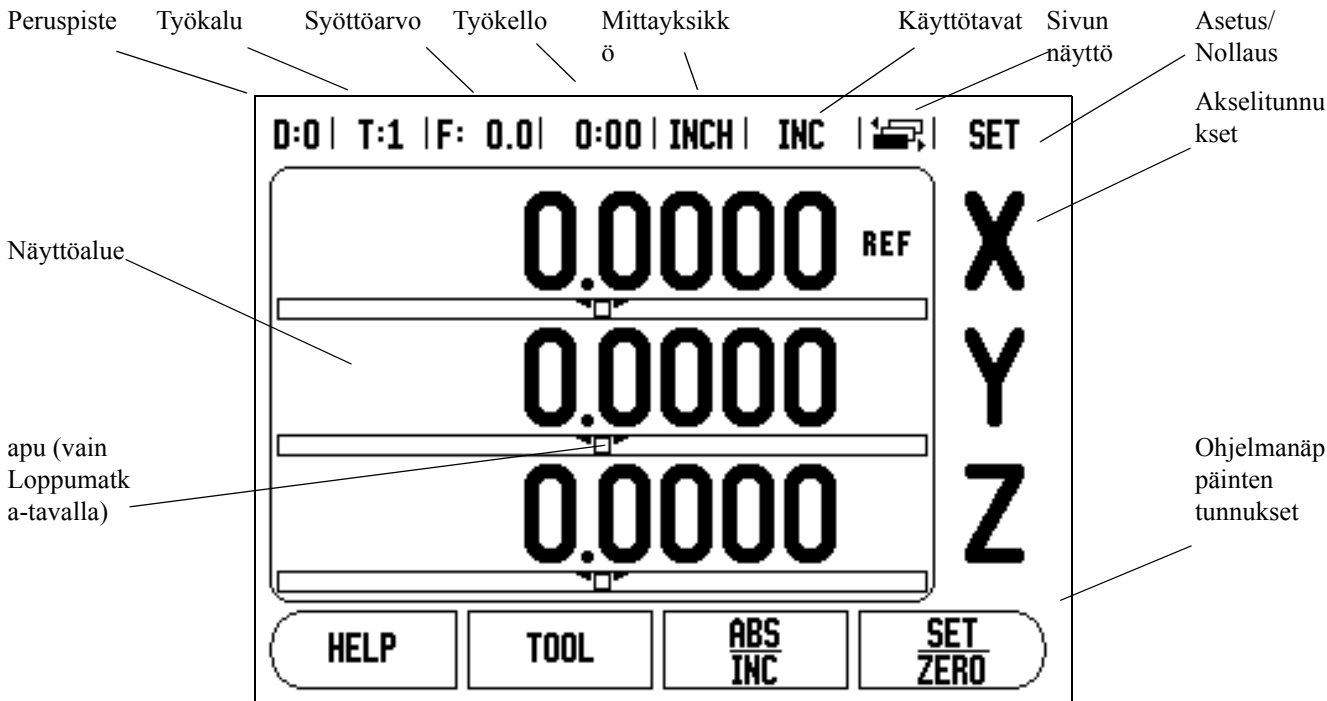 Peruspiste
Työkalu
Syöttöarvo
Työkello
Mittayksikk
ö
Käyttötavat
Sivun
näyttö
Asetus/
Nollaus
Akselitunnu
kset
D:0 | T:1 |F: 0.0| 0:00 | INCH | INC | | SET
0.0000 REF X
Näyttöalue
0.0000 Y
apu (vain
Loppumatk
a-tavalla)
0.0000 Z
Ohjelmanäp
päinten
tunnukset
HELP
TOOL
ABS
INC
SET
ZERO